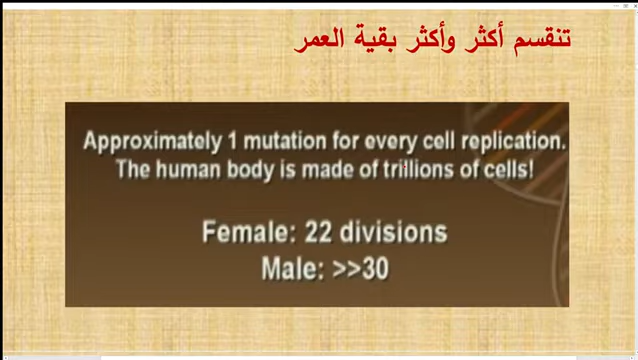 تنقسم أكثر وأكثر بقية العمر
Approximately 1 mutation for every cell replication.
The human body is made of trillions of cells!
Female: 22 divisions
Male: >>30